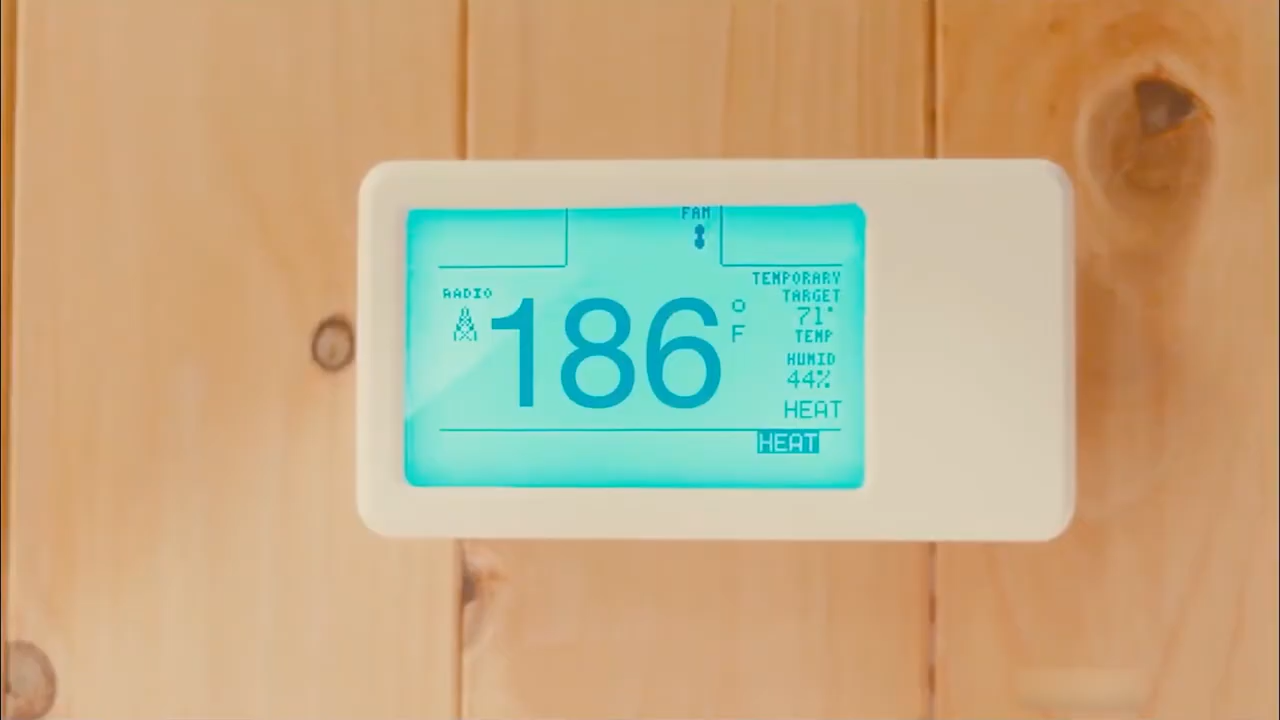 FAN
RADIO
186
°
F
TEMPORARY
TARGET
71°
TEMP
HUMID
44%
HEAT
HEAT